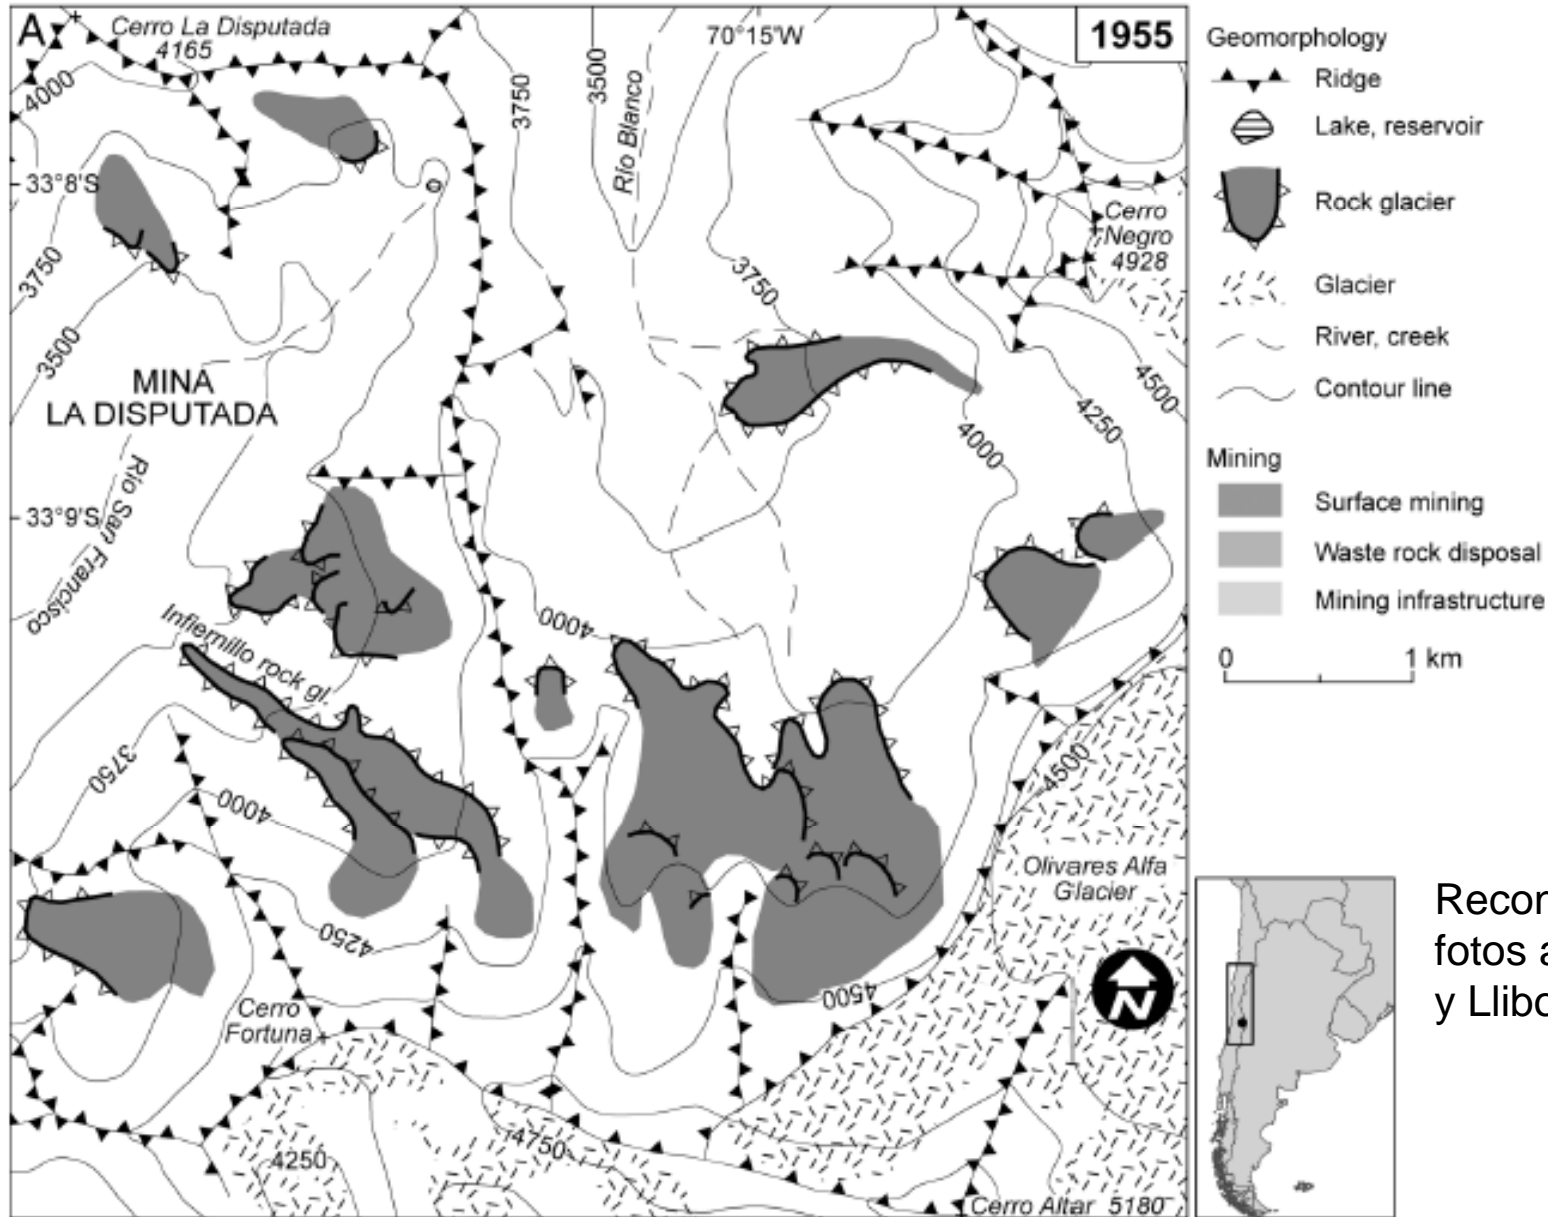 A
Cerro La Disputada
4165
70°15'W
1955
4000
3750
3500
Río Blanco
33°8'S
3750
3500
Cerro
Negro
4928
3750
MINA
LA DISPUTADA
4500
4250
4000
Río San Francisco
33°9'S
Infiernillo rock gl.
4000
3750
4000
4500
Olivares Alfa
Glacier
4250
4500
Cerro
Fortuna
N
4750
4250
Cerro Altar 5180
Geomorphology
Ridge
Lake, reservoir
Rock glacier
Glacier
River, creek
Contour line
Mining
Surface mining
Waste rock disposal
Mining infrastructure
0 1 km
fotos
y